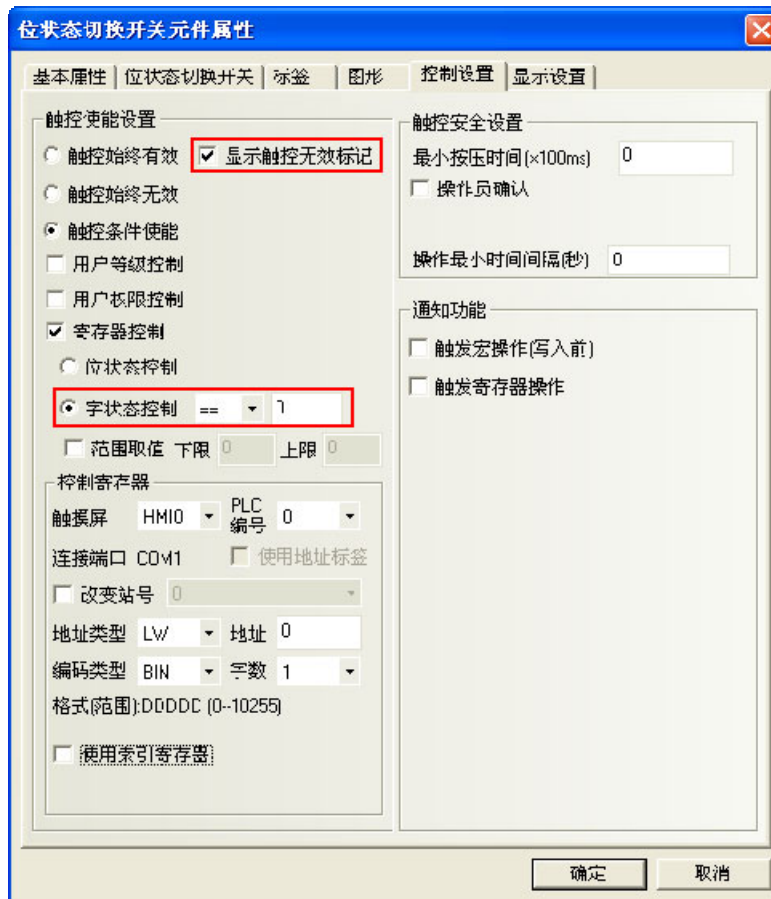 位状态切换开关元件属性
基本属性 位状态切换开关 标签 图形 控制设置 显示设置
触控使能设置
触控始终有效 显示触控无效标记
触控始终无效
触控条件使能
用户等级控制
用户权限控制
寄存器控制
位状态控制
字状态控制 ==
范围取值 下限 0 上限 0
控制寄存器
触摸屏 HMI0 PLC编号 0
连接端口 COM1 使用地址标签
改变站号 0
地址类型 LW 地址 0
编码类型 BIN 字数 1
格式(范围):DDDDD (0--10255)
使用索引寄存器
触控安全设置
最小按压时间(×100ms) 0
操作员确认
操作最小时间间隔(秒) 0
通知功能
触发宏操作(写入前)
触发寄存器操作
确定 取消